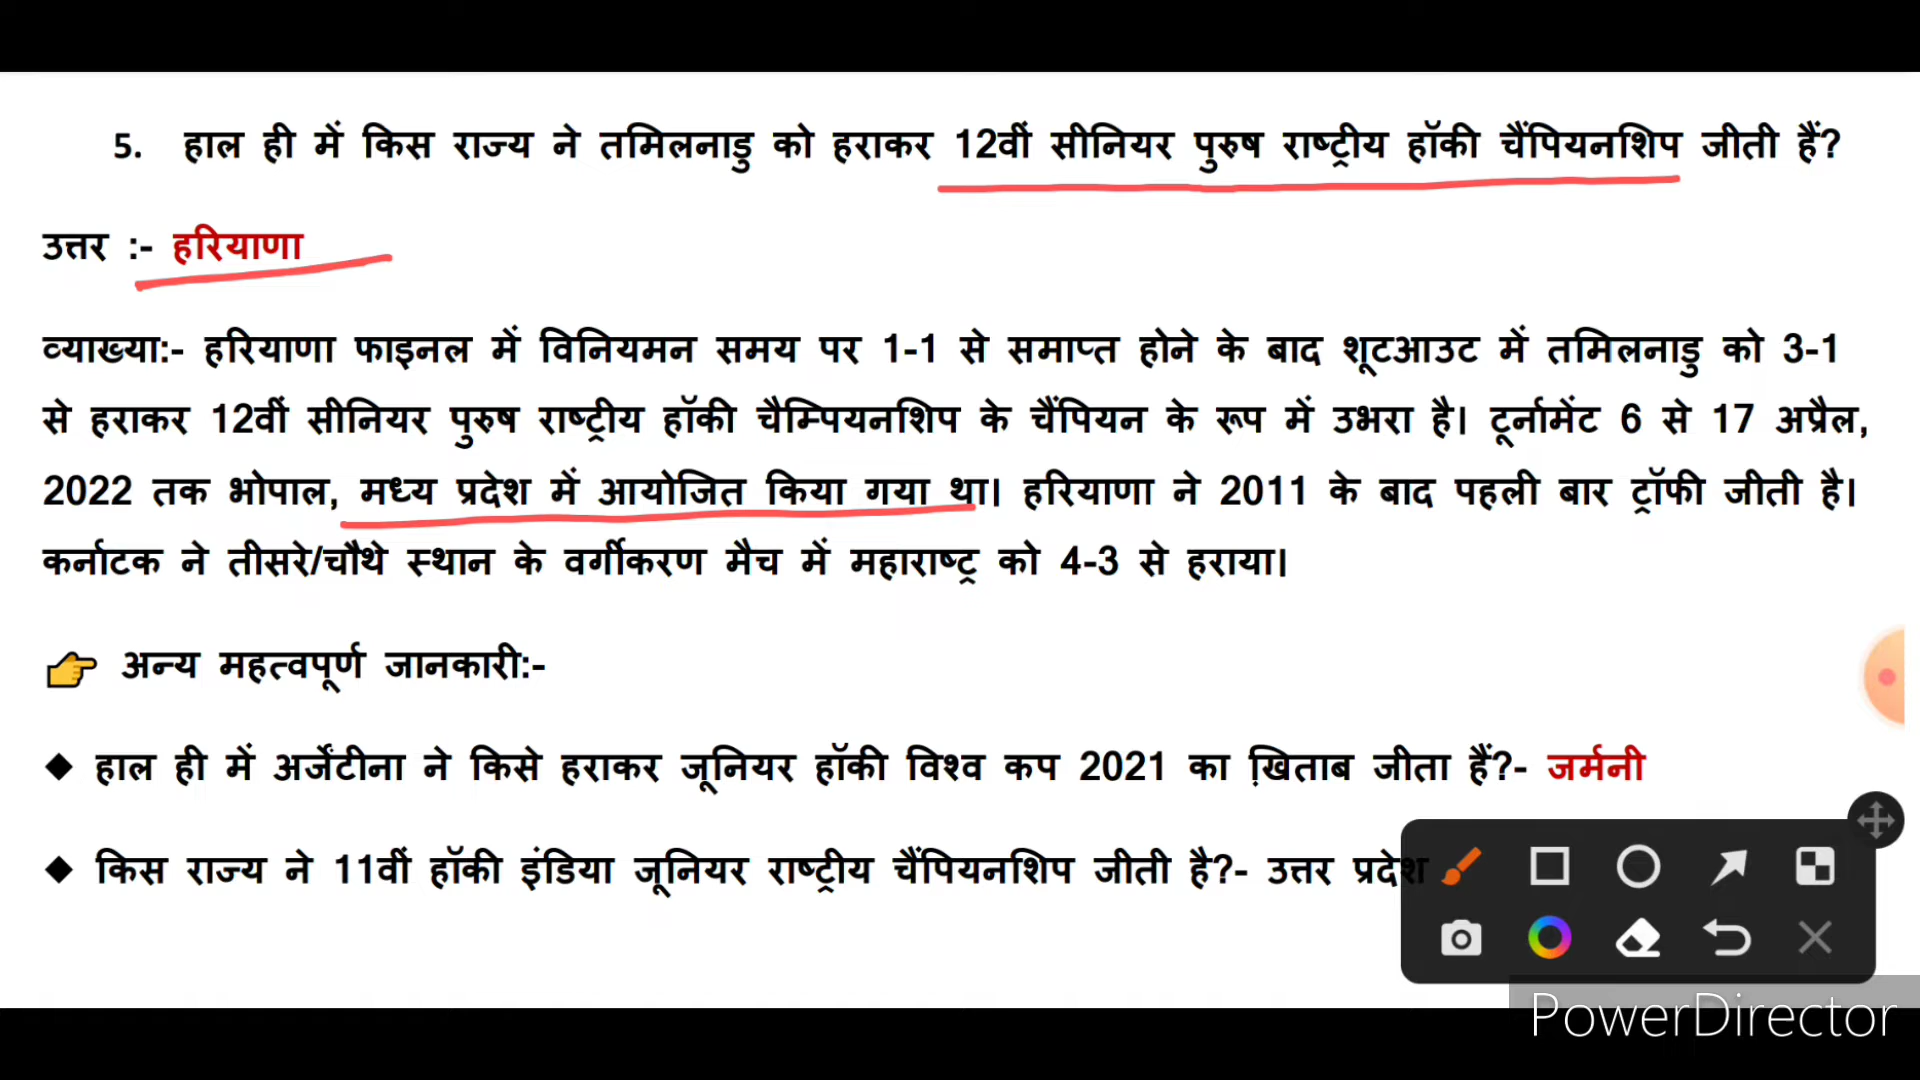 5. हाल ही में किस राज्य ने तमिलनाडु को हराकर 12वीं सीनियर पुरुष राष्ट्रीय हॉकी चैंपियनशिप जीती हैं?
उत्तर :- हरियाणा
व्याख्या:- हरियाणा फाइनल में विनियमन समय पर 1-1 से समाप्त होने के बाद शूटआउट में तमिलनाडु को 3-1
से हराकर 12वीं सीनियर पुरुष राष्ट्रीय हॉकी चैम्पियनशिप के चैंपियन के रूप में उभरा है। टूर्नामेंट 6 से 17 अप्रैल,
2022 तक भोपाल, मध्य प्रदेश में आयोजित किया गया था। हरियाणा ने 2011 के बाद पहली बार ट्रॉफी जीती है।
कर्नाटक ने तीसरे/चौथे स्थान के वर्गीकरण मैच में महाराष्ट्र को 4-3 से हराया।
👉 अन्य महत्वपूर्ण जानकारी:-
◆ हाल ही में अर्जेंटीना ने किसे हराकर जूनियर हॉकी विश्व कप 2021 का ख़िताब जीता हैं?- जर्मनी
◆ किस राज्य ने 11वीं हॉकी इंडिया जूनियर राष्ट्रीय चैंपियनशिप जीती है?- उत्तर प्रदेश
PowerDirector